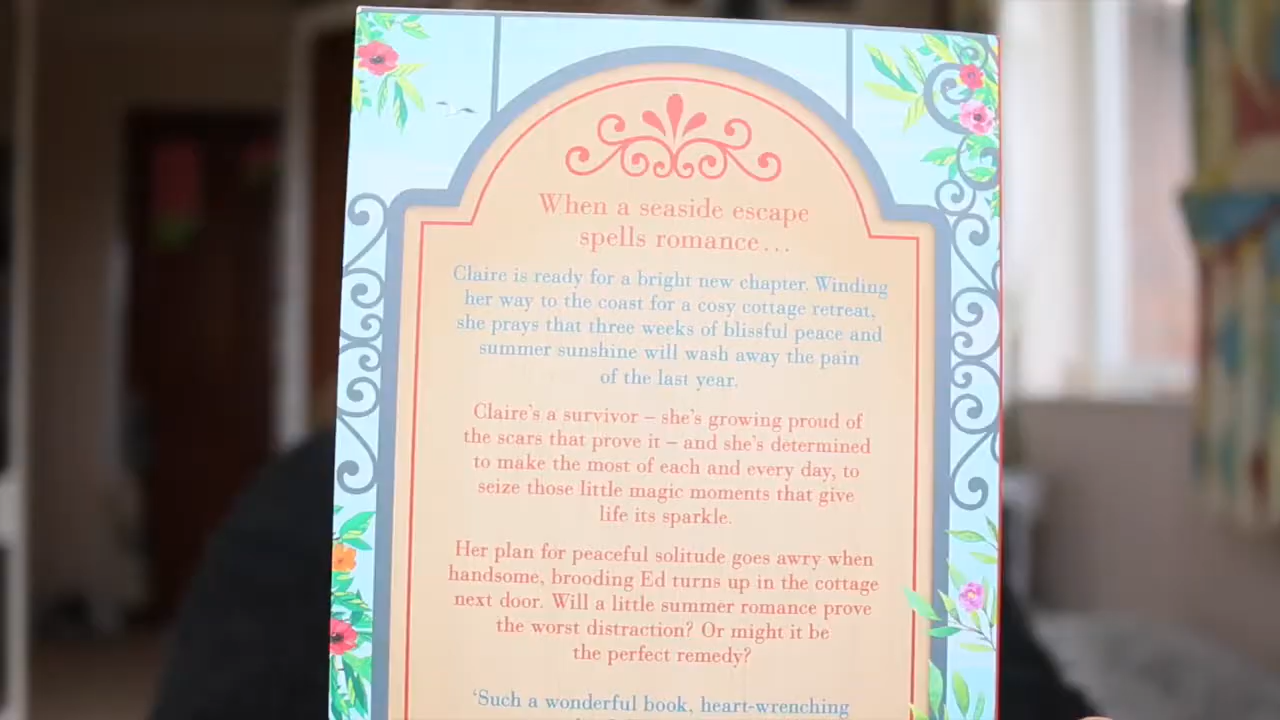 When a seaside escape
spells romance…
Claire is ready for a bright new chapter. Winding
her way to the coast for a cosy cottage retreat,
she prays that three weeks of blissful peace and
summer sunshine will wash away the pain
of the last year.
Claire's a survivor – she's growing proud of
the scars that prove it – and she's determined
to make the most of each and every day, to
seize those little magic moments that give
life its sparkle.
Her plan for peaceful solitude goes awry when
handsome, brooding Ed turns up in the cottage
next door. Will a little summer romance prove
the worst distraction? Or might it be
the perfect remedy?
‘Such a wonderful book, heart-wrenching